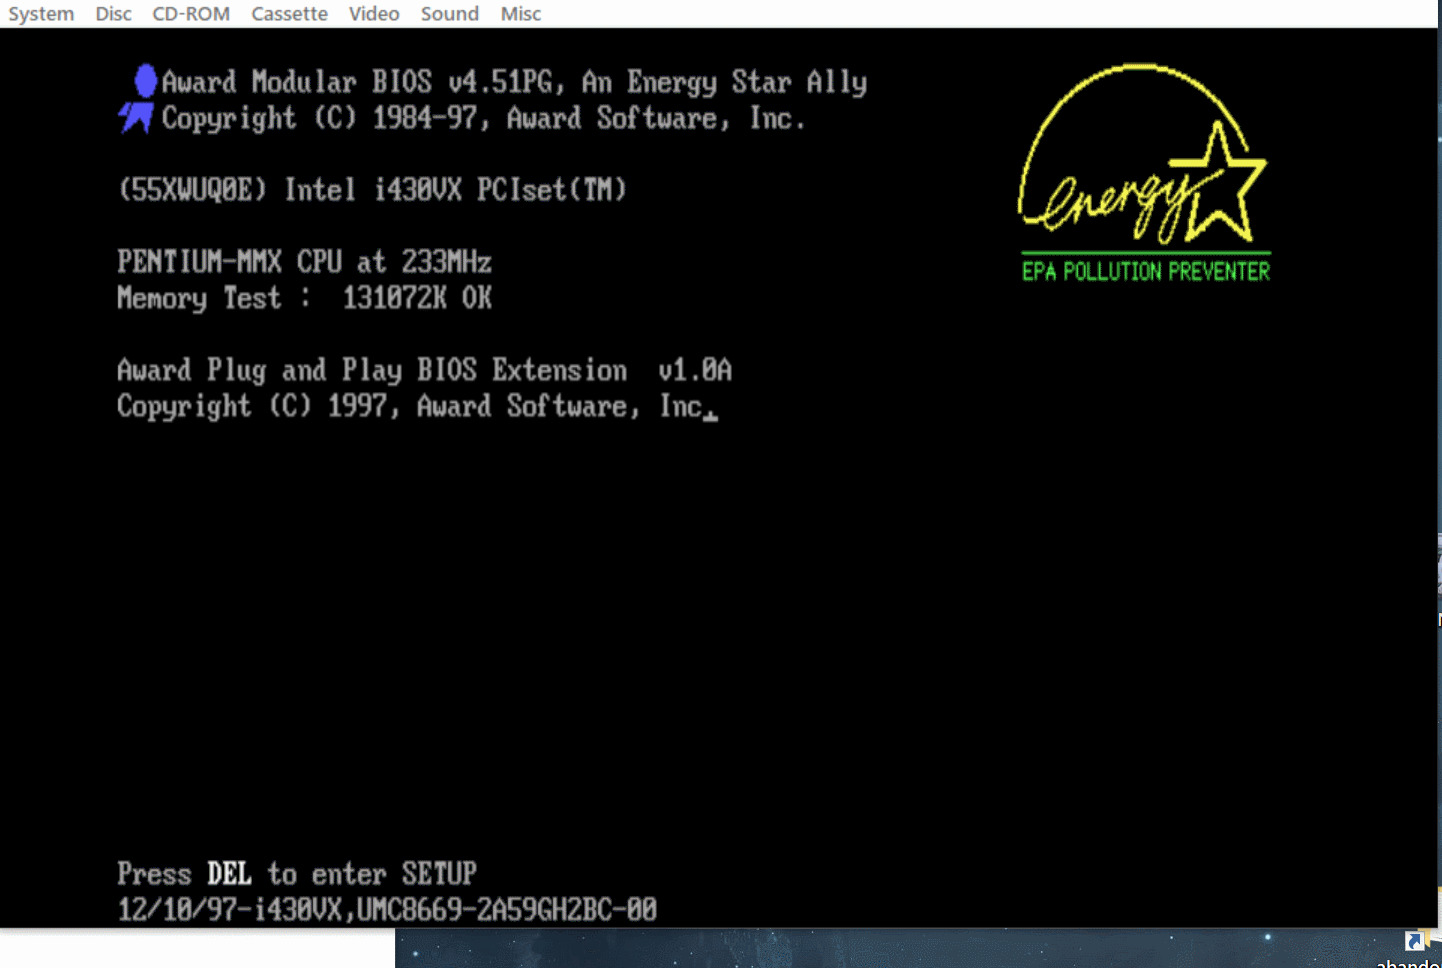 System Disc CD-ROM Cassette Video Sound Misc
Award Modular BIOS v4.51PG, An Energy Star Ally
Copyright (C) 1984-97, Award Software, Inc.
energy
EPA POLLUTION PREVENTER
(55XWUQ0E) Intel i430VX PCIset(TM)
PENTIUM-MMX CPU at 233MHz
Memory Test :  131072K OK
Award Plug and Play BIOS Extension  v1.0A
Copyright (C) 1997, Award Software, Inc.
Press DEL to enter SETUP
12/10/97-i430VX,UMC8669-2A59GH2BC-00